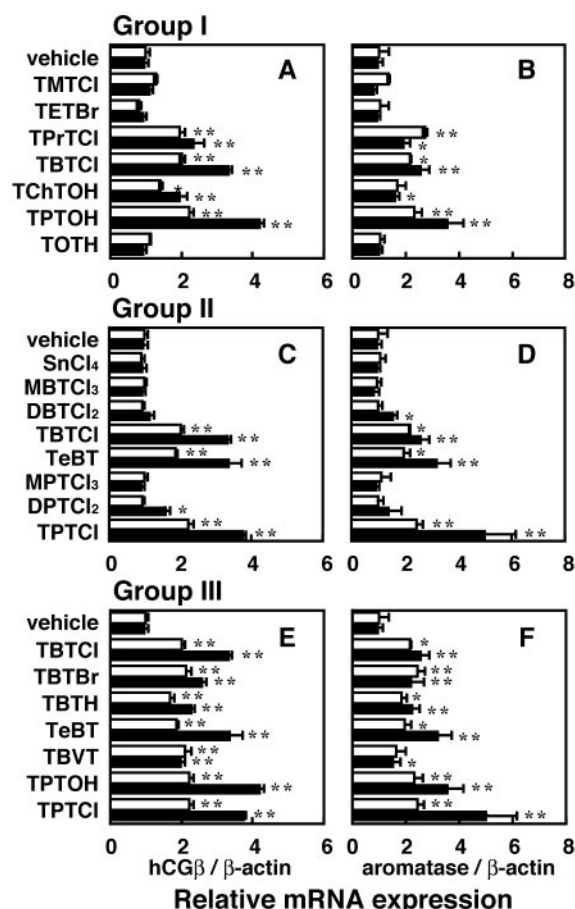 Group I
A
B
vehicle
TMTCl
TETBr
TPrTCl ** ** ** *
TBTCl ** ** * **
TChTOH * ** *
TPTOH ** ** ** **
TOTH
0 2 4 6 0 2 4 6 8
Group II
C
D
vehicle
SnCl4
MBTCl3
DBTCl2 *
TBTCl ** ** * **
TeBT ** ** * **
MPTCl3
DPTCl2 *
TPTCl ** ** ** **
0 2 4 6 0 2 4 6 8
Group III
E
F
vehicle
TBTCl ** ** * **
TBTBr ** ** ** **
TBTH ** ** * **
TeBT ** ** * **
TBVT ** ** *
TPTOH ** ** ** **
TPTCl ** ** ** **
0 2 4 6 0 2 4 6 8
hCGβ / β-actin aromatase / β-actin
Relative mRNA expression